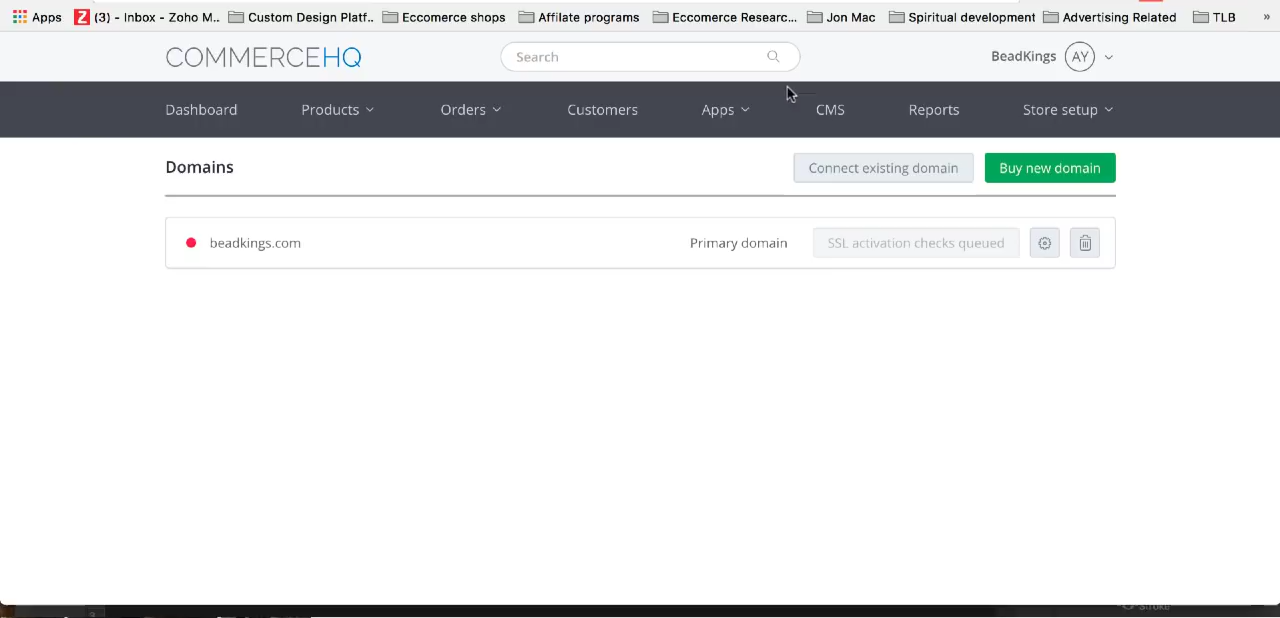 Apps (3) - Inbox - Zoho M.. Custom Design Platf.. Eccomerce shops Affilate programs Eccomerce Researc... Jon Mac Spiritual development Advertising Related TLB »
COMMERCEHQ Search BeadKings AY
Dashboard Products Orders Customers Apps CMS Reports Store setup
Domains Connect existing domain Buy new domain
beadkings.com Primary domain SSL activation checks queued
3 Stroke